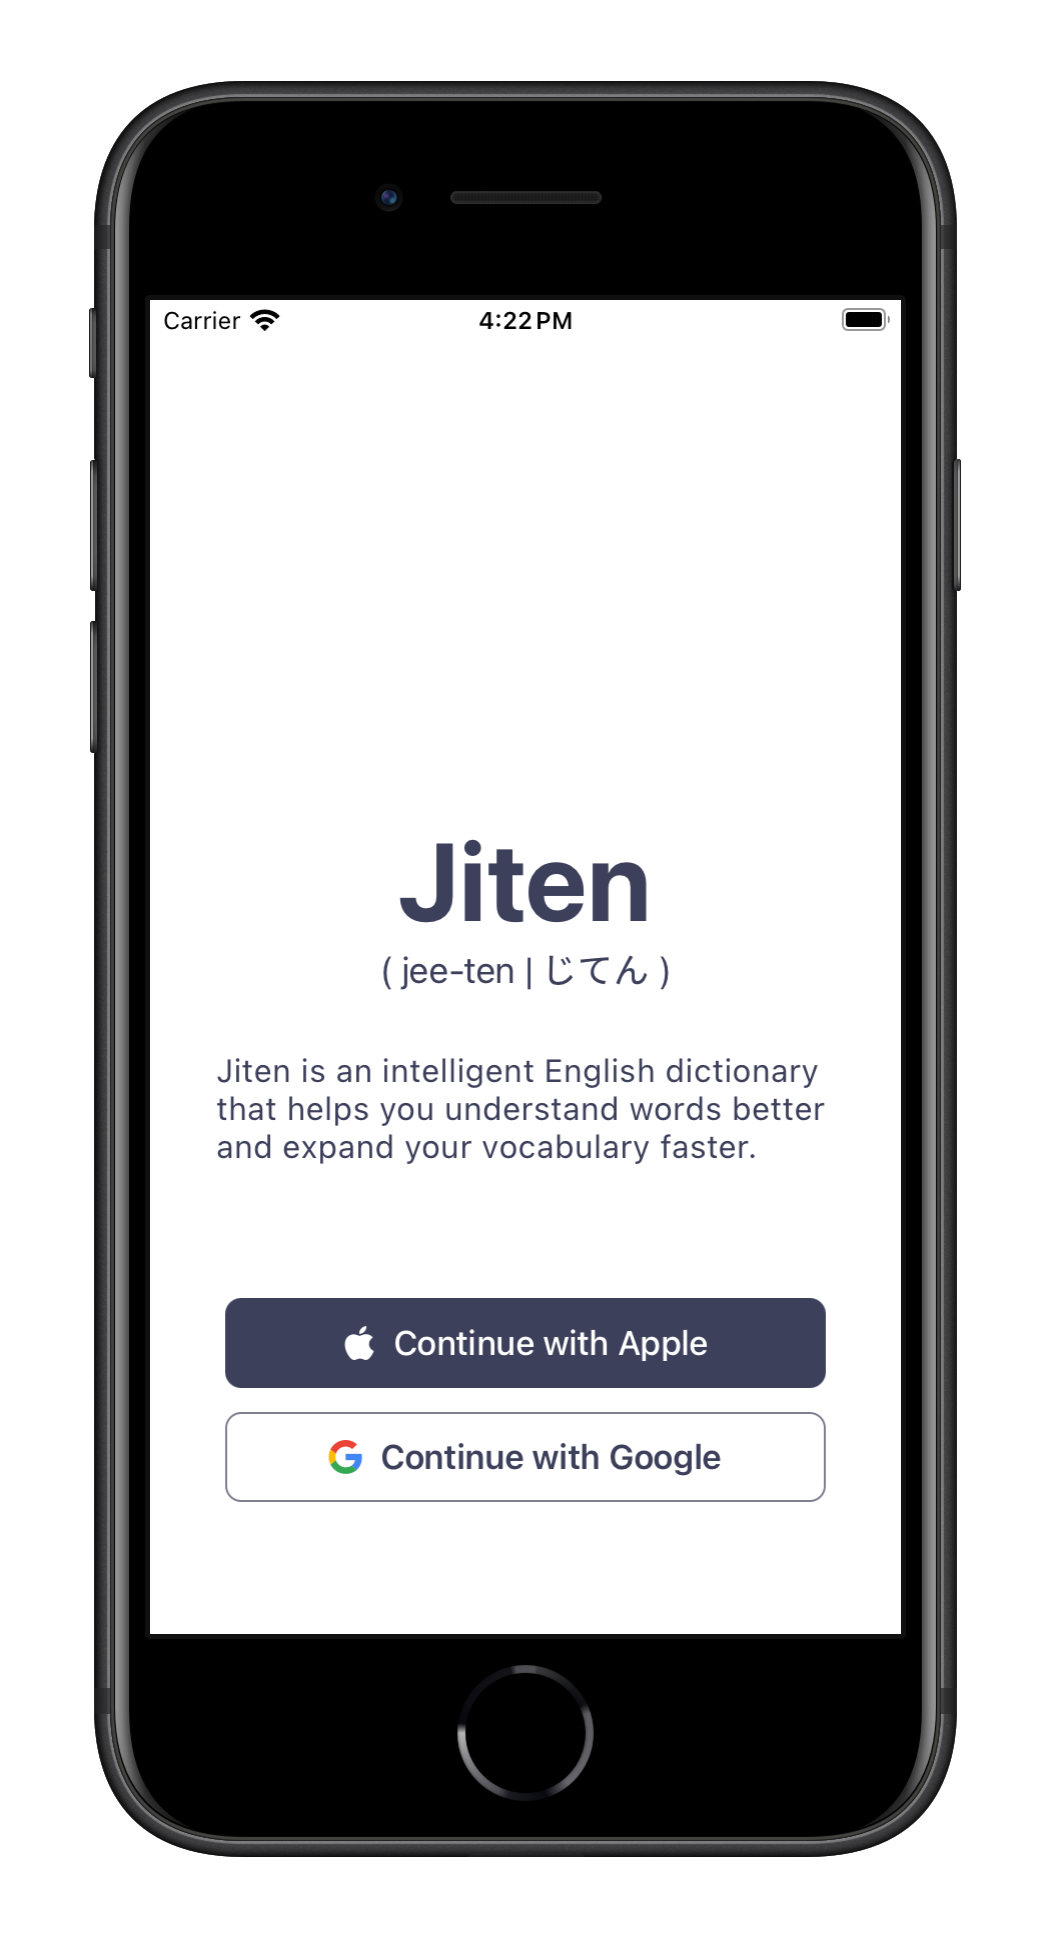 Carrier 4:22 PM
Jiten
( jee-ten | じてん )
Jiten is an intelligent English dictionary
that helps you understand words better
and expand your vocabulary faster.
Continue with Apple
Continue with Google